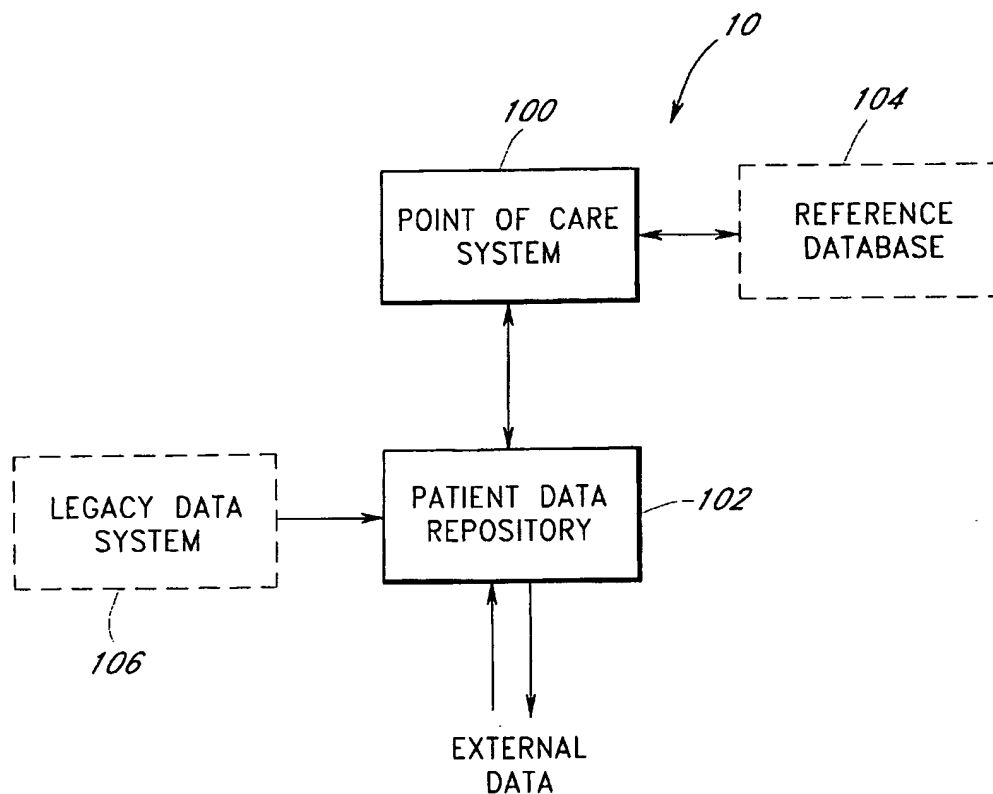 10
100
104
POINT OF CARE
SYSTEM
REFERENCE
DATABASE
LEGACY DATA
SYSTEM
PATIENT DATA
REPOSITORY
102
106
EXTERNAL
DATA